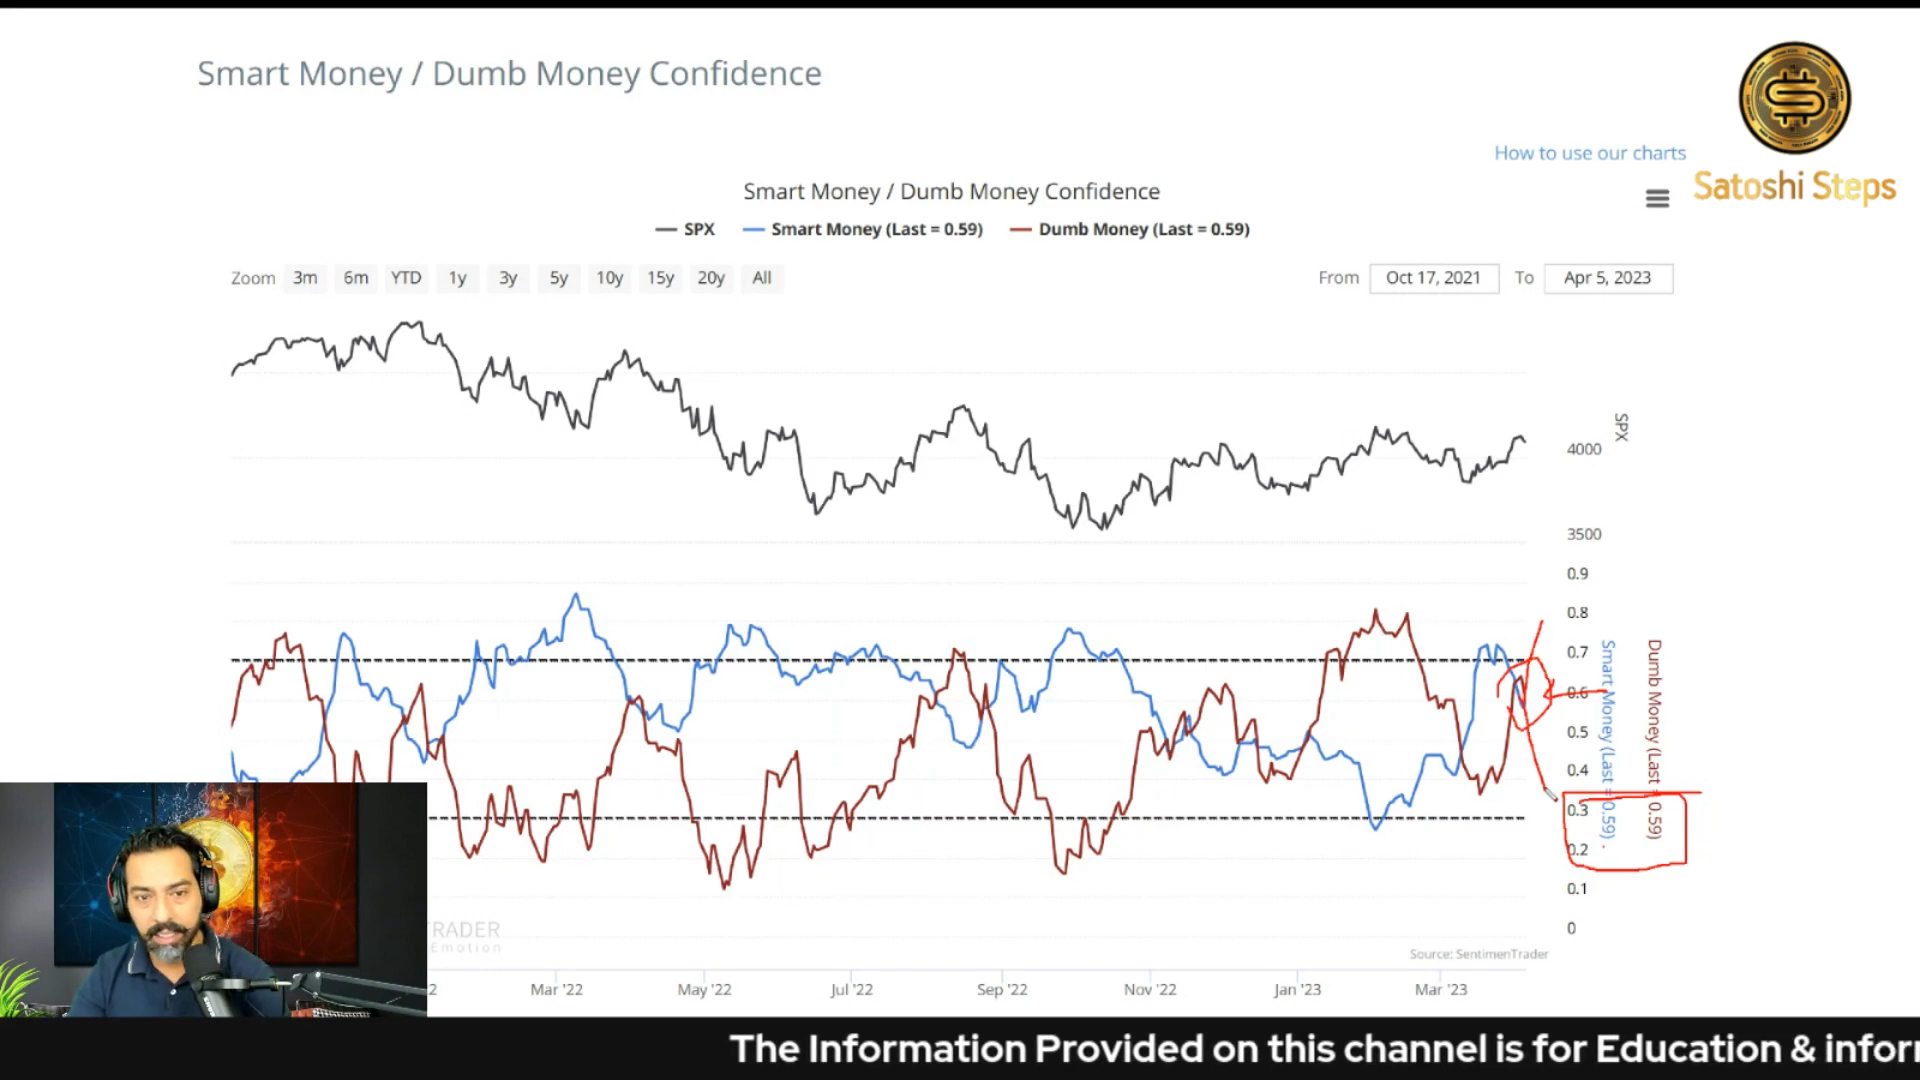 Smart Money / Dumb Money Confidence
How to use our charts
Satoshi Steps
Smart Money / Dumb Money Confidence
SPX Smart Money (Last = 0.59) Dumb Money (Last = 0.59)
Zoom 3m 6m YTD 1y 3y 5y 10y 15y 20y All From Oct 17, 2021 To Apr 5, 2023
SPX
4000
3500
0.9
0.8
0.7
0.6
0.5
0.4
0.3
0.2
0.1
0
Smart Money (Last = 0.59)
Dumb Money (Last = 0.59)
RADER
Emotion
Source: SentimenTrader
2 Mar '22 May '22 Jul '22 Sep '22 Nov '22 Jan '23 Mar '23
The Information Provided on this channel is for Education & infor